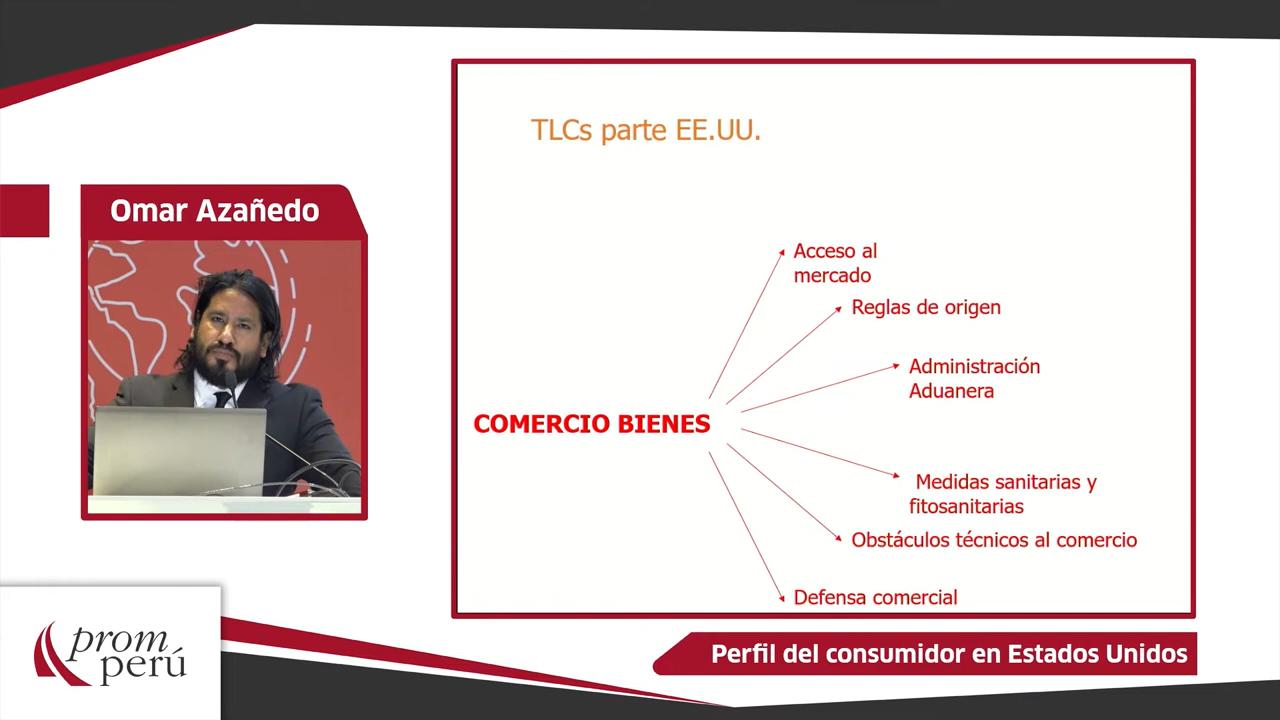 TLCs parte EE.UU.
Omar Azañedo
Acceso al
mercado
Reglas de origen
Administración
Aduanera
COMERCIO BIENES
Medidas sanitarias y
fitosanitarias
Obstáculos técnicos al comercio
Defensa comercial
prom
perú
Perfil del consumidor en Estados Unidos